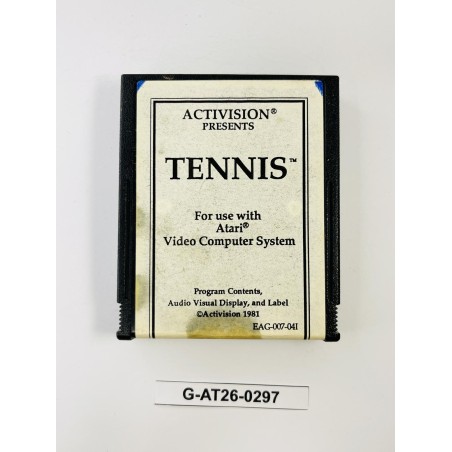 ACTIVISION®
PRESENTS
TENNIS™
For use with
Atari®
Video Computer System
Program Contents,
Audio Visual Display, and Label
©Activision 1981
EAG-007-04I
G-AT26-0297